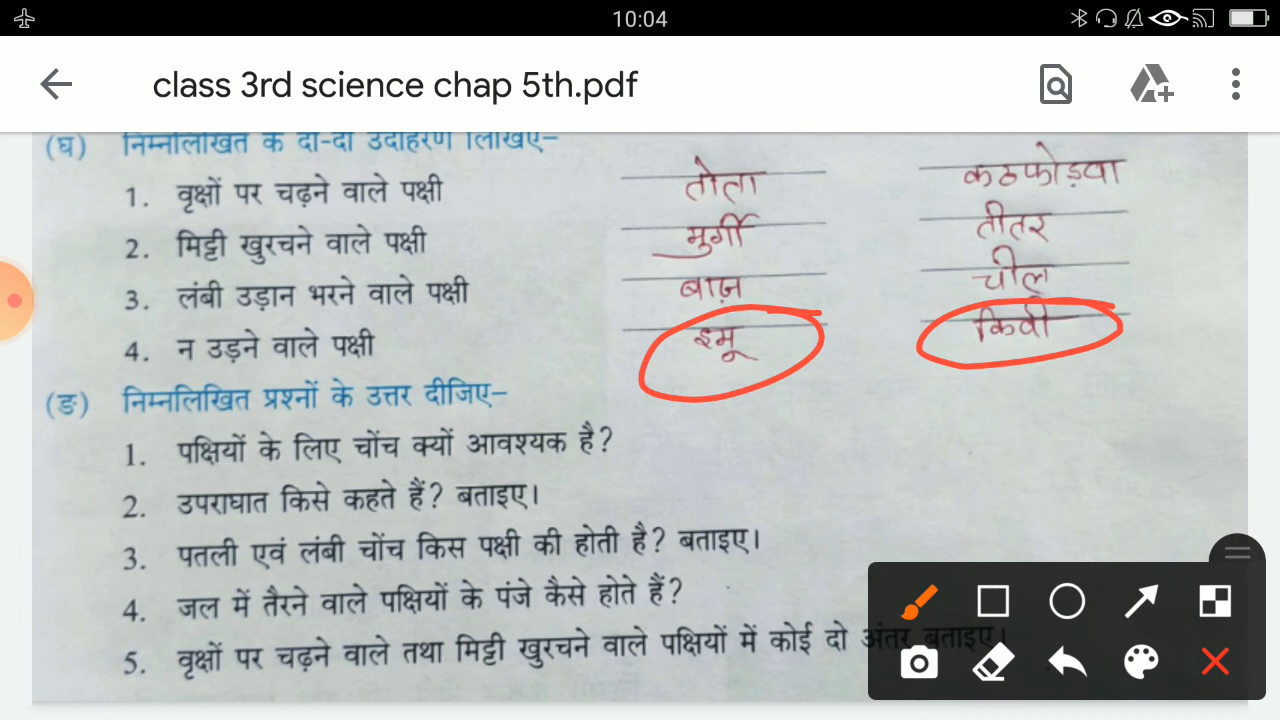 10:04
class 3rd science chap 5th.pdf
(घ) निम्नलिखित के दो-दो उदाहरण लिखिए–
1. वृक्षों पर चढ़ने वाले पक्षी तोता कठफोड़वा
2. मिट्टी खुरचने वाले पक्षी मुर्गी तीतर
3. लंबी उड़ान भरने वाले पक्षी बाज़ चील
4. न उड़ने वाले पक्षी इमू किवी
(ङ) निम्नलिखित प्रश्नों के उत्तर दीजिए–
1. पक्षियों के लिए चोंच क्यों आवश्यक है?
2. उपराघात किसे कहते हैं? बताइए।
3. पतली एवं लंबी चोंच किस पक्षी की होती है? बताइए।
4. जल में तैरने वाले पक्षियों के पंजे कैसे होते हैं?
5. वृक्षों पर चढ़ने वाले तथा मिट्टी खुरचने वाले पक्षियों में कोई दो अंतर बताइए।